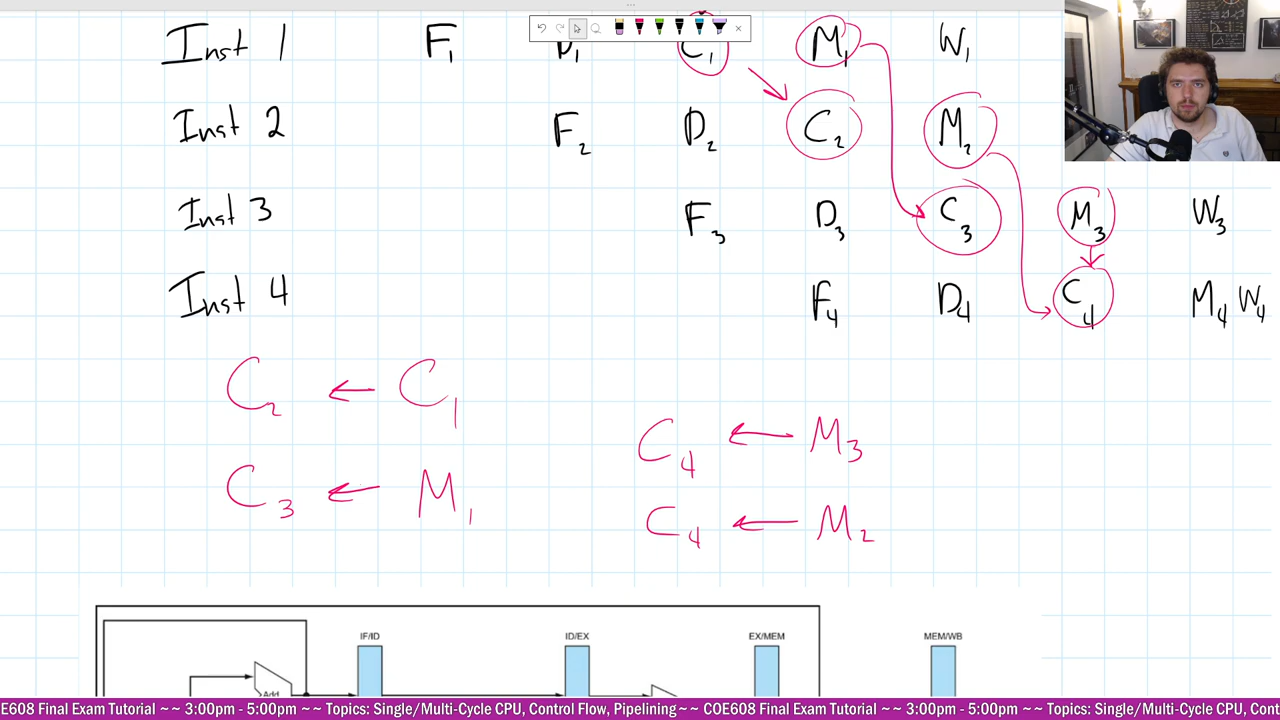 Inst 1 F1 D1 C1 M1 W1
Inst 2 F2 D2 C2 M2
Inst 3 F3 D3 C3 M3 W3
Inst 4 F4 D4 C4 M4 W4
C2 ← C1
C3 ← M1
C4 ← M3
C4 ← M2
IF/ID ID/EX EX/MEM MEM/WB
Add
E608 Final Exam Tutorial ~~ 3:00pm - 5:00pm ~~ Topics: Single/Multi-Cycle CPU, Control Flow, Pipelining ~~ COE608 Final Exam Tutorial ~~ 3:00pm - 5:00pm ~~ Topics: Single/Multi-Cycle CPU, Cont